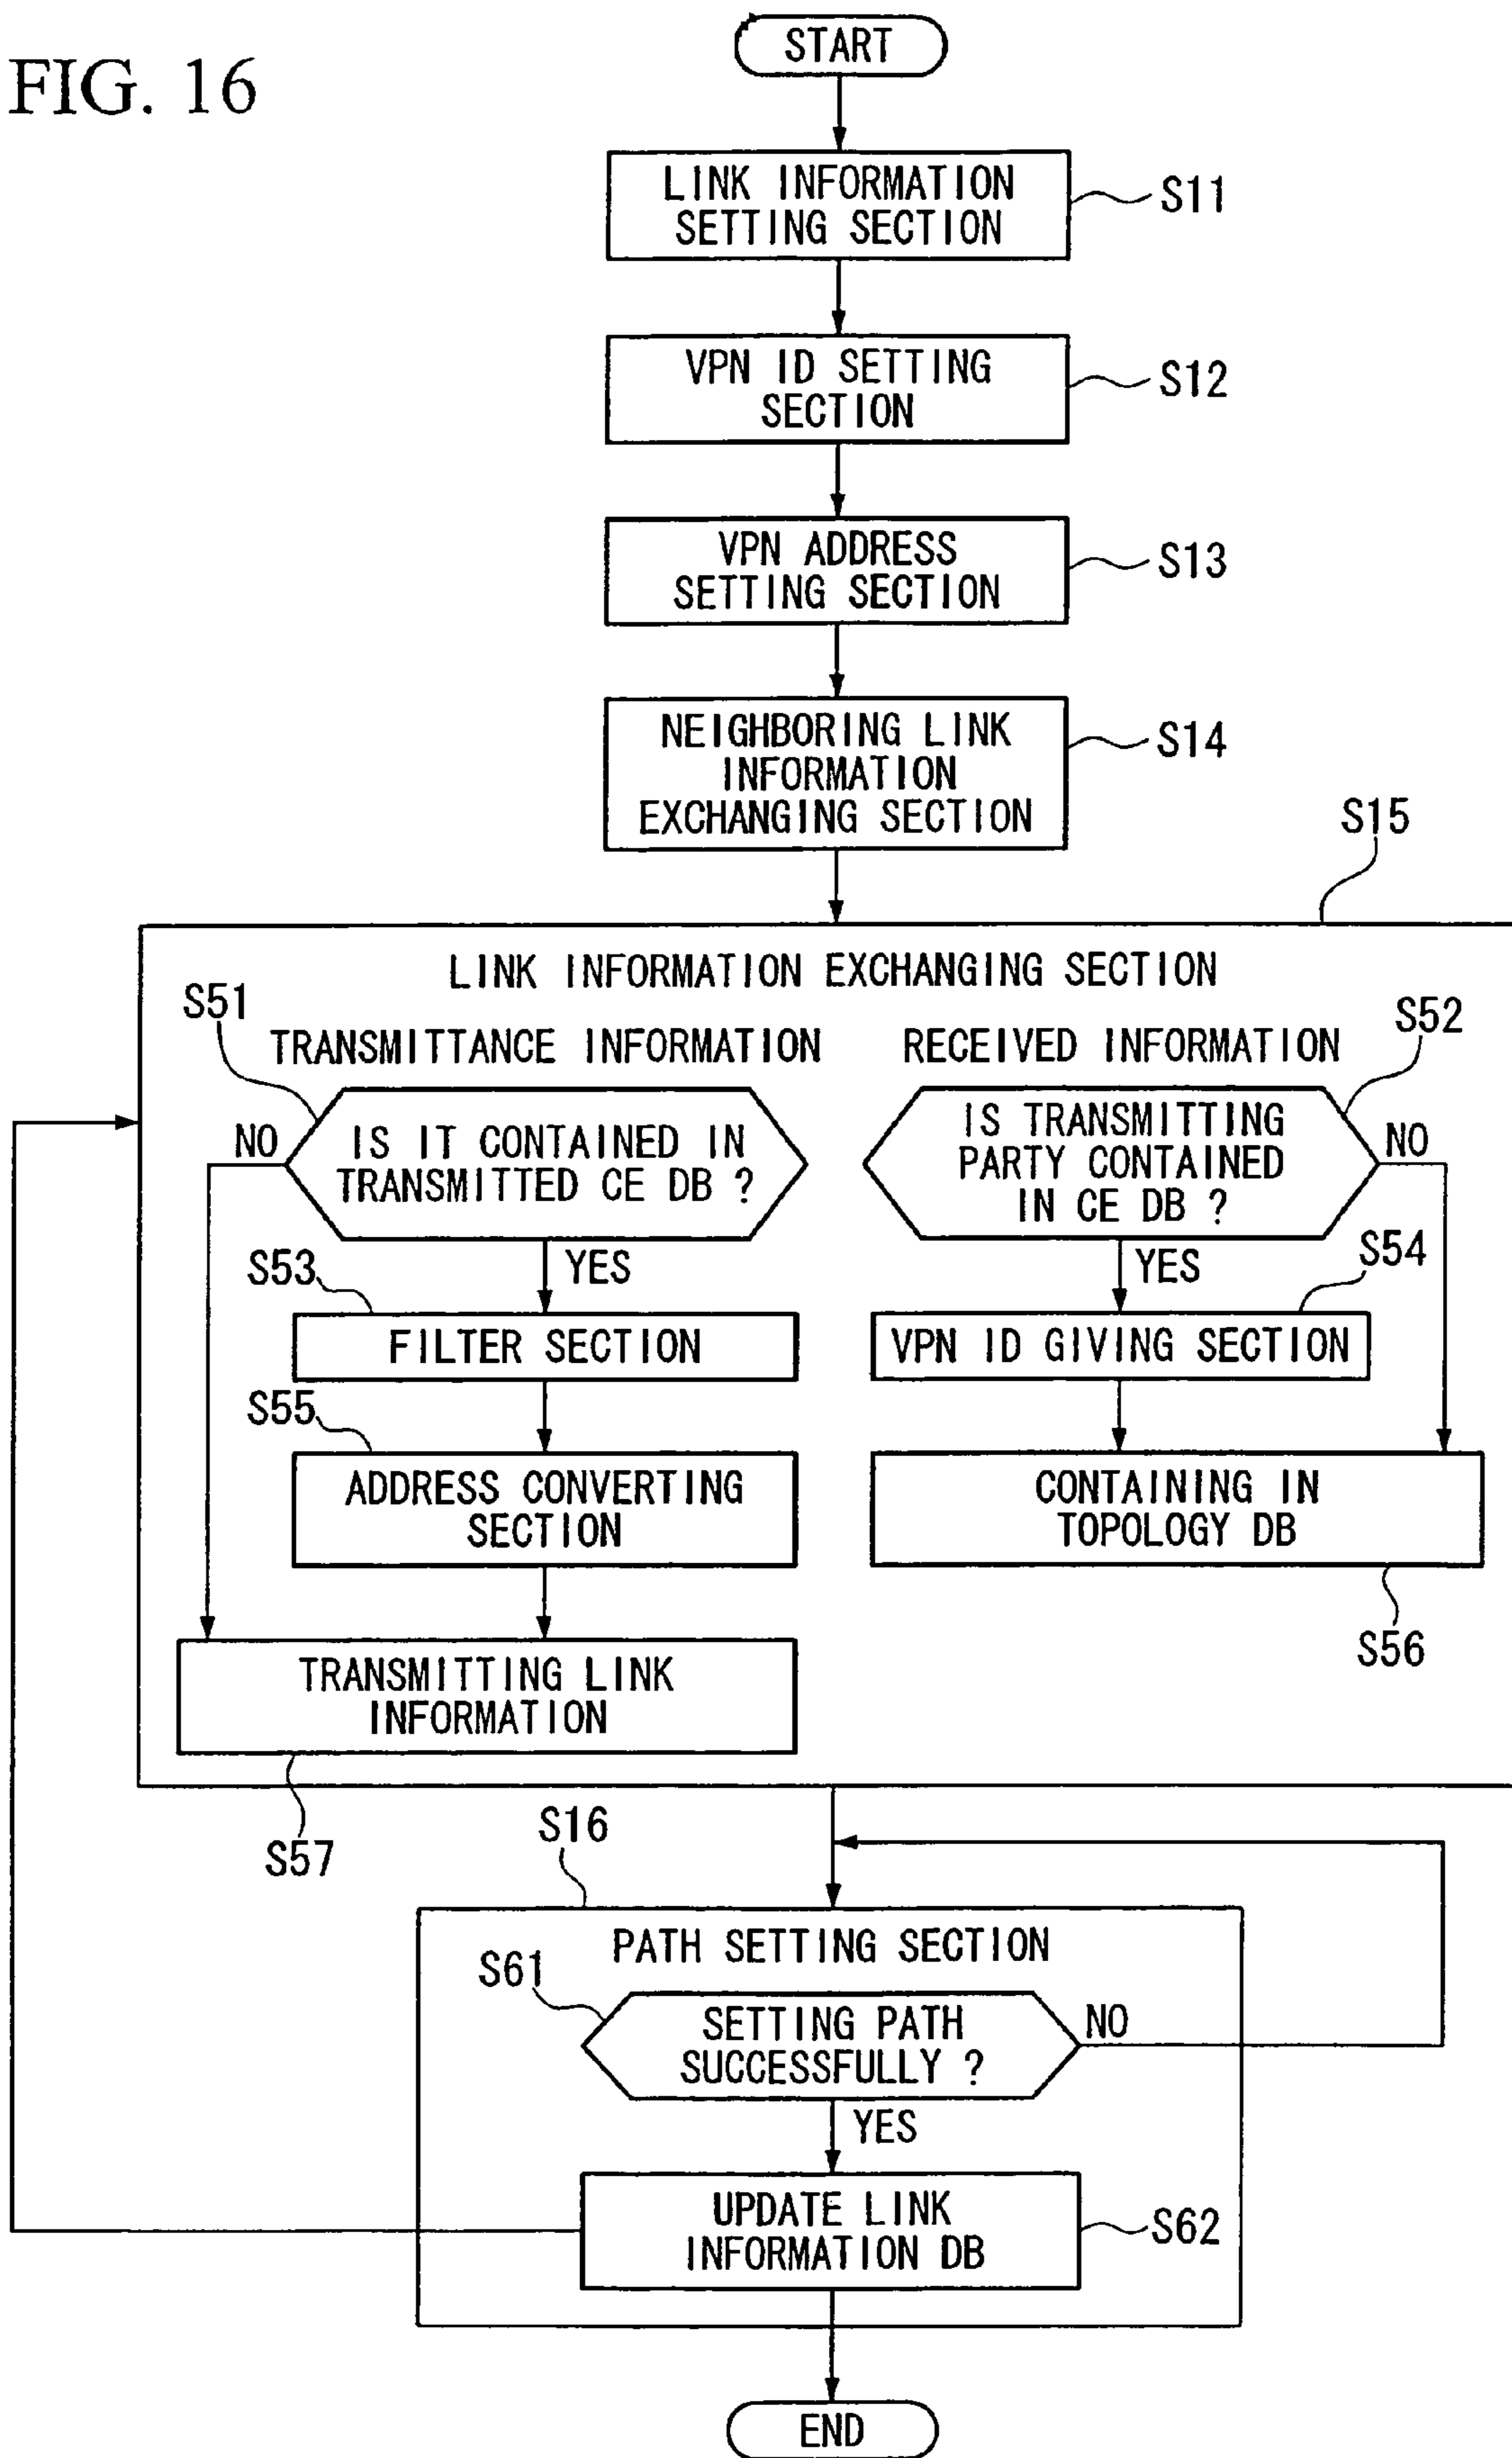 FIG. 16
START
LINK INFORMATION
SETTING SECTION
S11
VPN ID SETTING
SECTION
S12
VPN ADDRESS
SETTING SECTION
S13
NEIGHBORING LINK
INFORMATION
EXCHANGING SECTION
S14
S15
LINK INFORMATION EXCHANGING SECTION
S51
TRANSMITTANCE INFORMATION
NO
IS IT CONTAINED IN
TRANSMITTED CE DB ?
YES
S53
FILTER SECTION
S55
ADDRESS CONVERTING
SECTION
TRANSMITTING LINK
INFORMATION
S57
RECEIVED INFORMATION
S52
IS TRANSMITTING
PARTY CONTAINED
IN CE DB ?
NO
YES
S54
VPN ID GIVING SECTION
CONTAINING IN
TOPOLOGY DB
S56
S16
PATH SETTING SECTION
S61
SETTING PATH
SUCCESSFULLY ?
NO
YES
UPDATE LINK
INFORMATION DB
S62
END